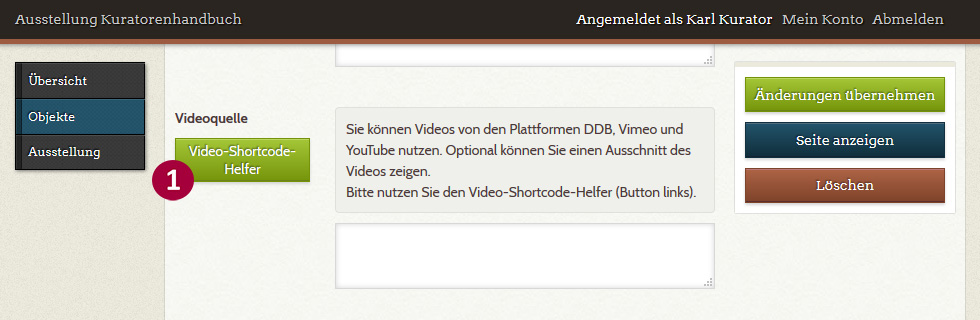 Ausstellung Kuratorenhandbuch
Angemeldet als Karl Kurator Mein Konto Abmelden
Übersicht
Objekte
Ausstellung
Videoquelle
Video-Shortcode-
Helfer
1
Sie können Videos von den Plattformen DDB, Vimeo und
YouTube nutzen. Optional können Sie einen Ausschnitt des
Videos zeigen.
Bitte nutzen Sie den Video-Shortcode-Helfer (Button links).
Änderungen übernehmen
Seite anzeigen
Löschen